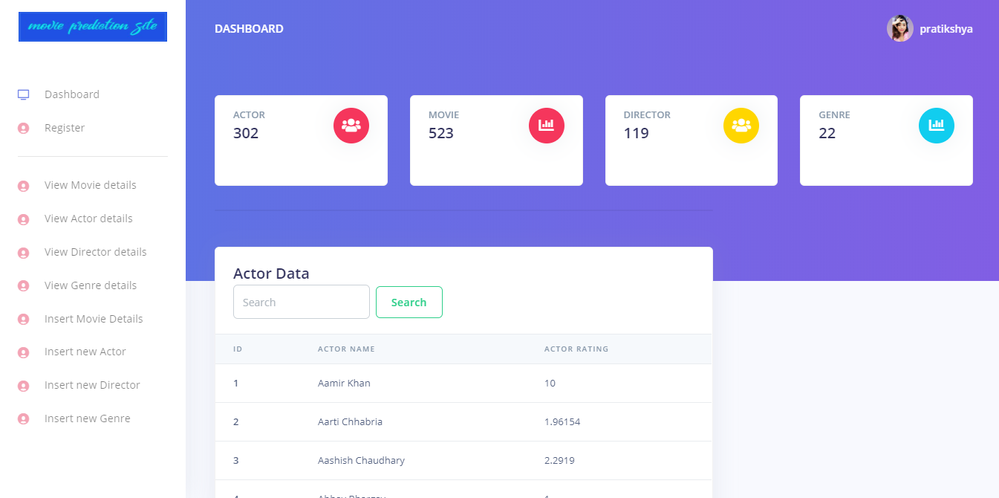 movie prediction site
DASHBOARD
pratikshya
Dashboard
Register
View Movie details
View Actor details
View Director details
View Genre details
Insert Movie Details
Insert new Actor
Insert new Director
Insert new Genre
ACTOR
302
MOVIE
523
DIRECTOR
119
GENRE
22
Actor Data
Search Search
ID ACTOR NAME ACTOR RATING
1 Aamir Khan 10
2 Aarti Chhabria 1.96154
3 Aashish Chaudhary 2.2919